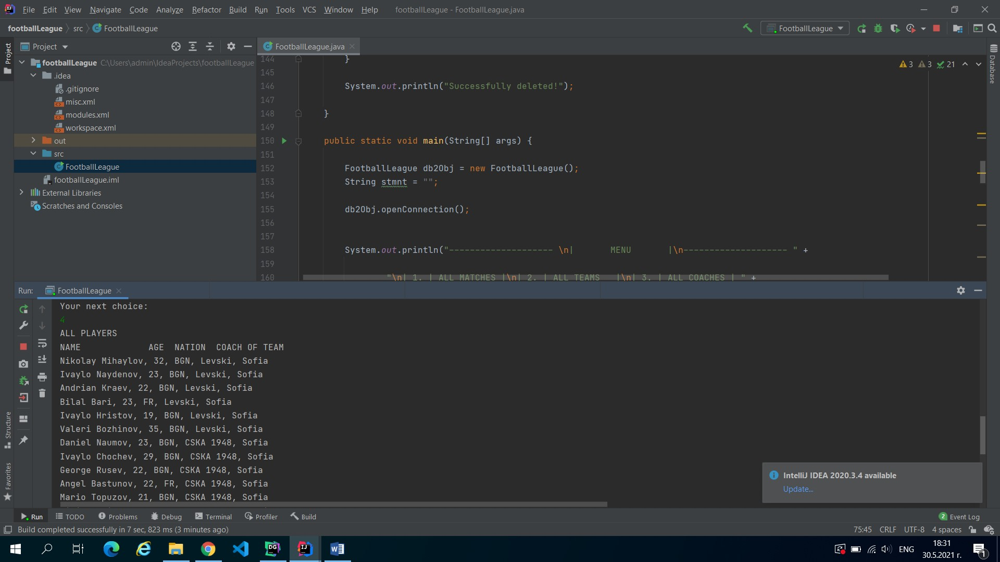 File Edit View Navigate Code Analyze Refactor Build Run Tools VCS Window Help footballLeague - FootballLeague.java
footballLeague src FootballLeague
FootballLeague
Project
Project
FootballLeague.java
Database
footballLeague C:\Users\admin\IdeaProjects\footballLeague
.idea
.gitignore
misc.xml
modules.xml
workspace.xml
out
src
FootballLeague
footballLeague.iml
External Libraries
Scratches and Consoles
3 3 21
144 }
145
146 System.out.println("Successfully deleted!");
147
148 }
149
150 public static void main(String[] args) {
151
152 FootballLeague db2Obj = new FootballLeague();
153 String stmnt = "";
154
155 db2Obj.openConnection();
156
157
158 System.out.println("-------------------- \n|       MENU       |\n-------------------- " +
159
160 "\n| 1. | ALL MATCHES |\n| 2. | ALL TEAMS   |\n| 3. | ALL COACHES | " +
Run: FootballLeague
Your next choice:
4
ALL PLAYERS
NAME             AGE  NATION  COACH OF TEAM
Nikolay Mihaylov, 32, BGN, Levski, Sofia
Ivaylo Naydenov, 23, BGN, Levski, Sofia
Andrian Kraev, 22, BGN, Levski, Sofia
Bilal Bari, 23, FR, Levski, Sofia
Ivaylo Hristov, 19, BGN, Levski, Sofia
Valeri Bozhinov, 35, BGN, Levski, Sofia
Daniel Naumov, 23, BGN, CSKA 1948, Sofia
Ivaylo Chochev, 29, BGN, CSKA 1948, Sofia
George Rusev, 22, BGN, CSKA 1948, Sofia
Angel Bastunov, 22, FR, CSKA 1948, Sofia
Mario Topuzov, 21, BGN, CSKA 1948, Sofia
Structure
Favorites
IntelliJ IDEA 2020.3.4 available
Update...
Run TODO Problems Debug Terminal Profiler Build
2 Event Log
Build completed successfully in 7 sec, 823 ms (3 minutes ago)
75:45 CRLF UTF-8 4 spaces
DG
IJ
ENG
18:31
30.5.2021 г.
1